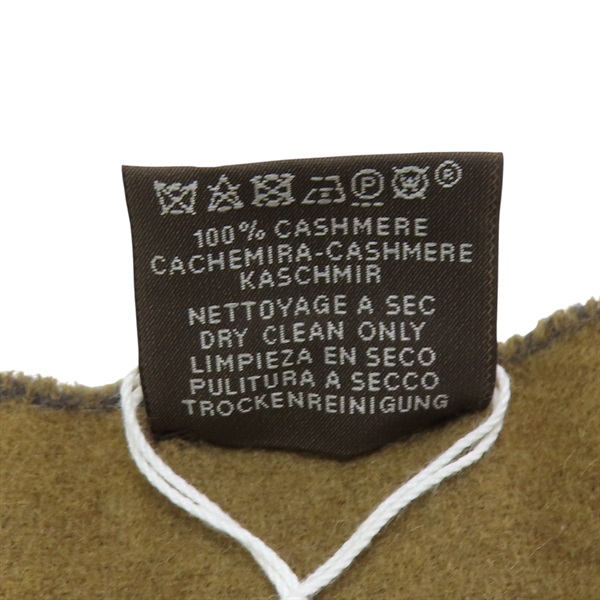 P W ®
100% CASHMERE
CACHEMIRA-CASHMERE
KASCHMIR
NETTOYAGE A SEC
DRY CLEAN ONLY
LIMPIEZA EN SECO
PULITURA A SECCO
TROCKENREINIGUNG